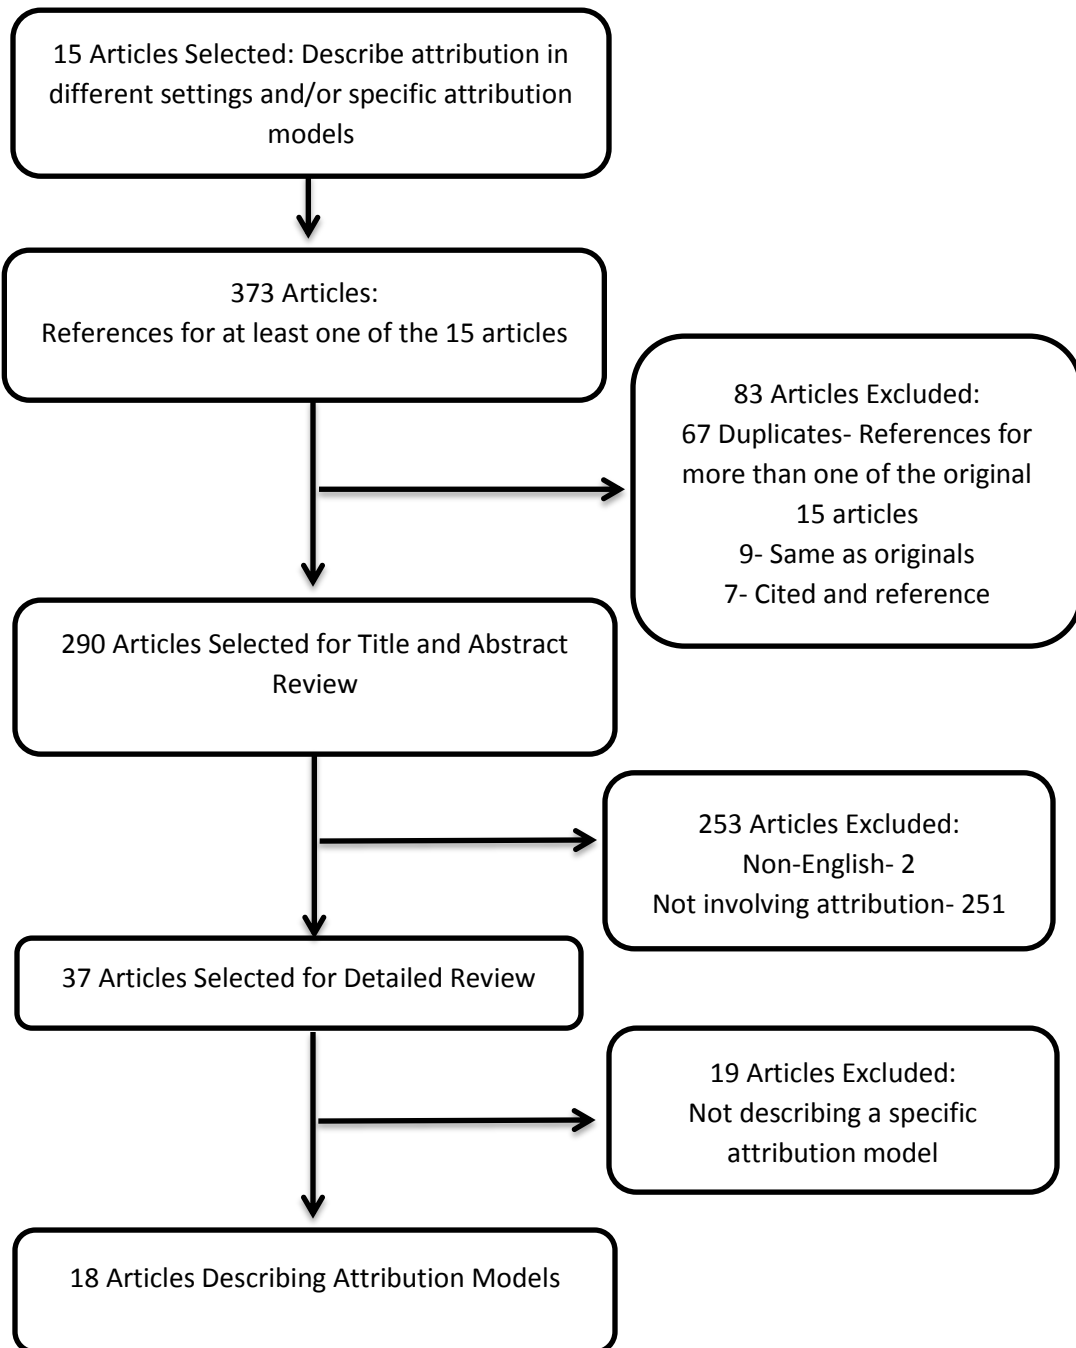 15 Articles Selected: Describe attribution in
different settings and/or specific attribution
models
373 Articles:
References for at least one of the 15 articles
83 Articles Excluded:
67 Duplicates- References for
more than one of the original
15 articles
9- Same as originals
7- Cited and reference
290 Articles Selected for Title and Abstract
Review
253 Articles Excluded:
Non-English- 2
Not involving attribution- 251
37 Articles Selected for Detailed Review
19 Articles Excluded:
Not describing a specific
attribution model
18 Articles Describing Attribution Models